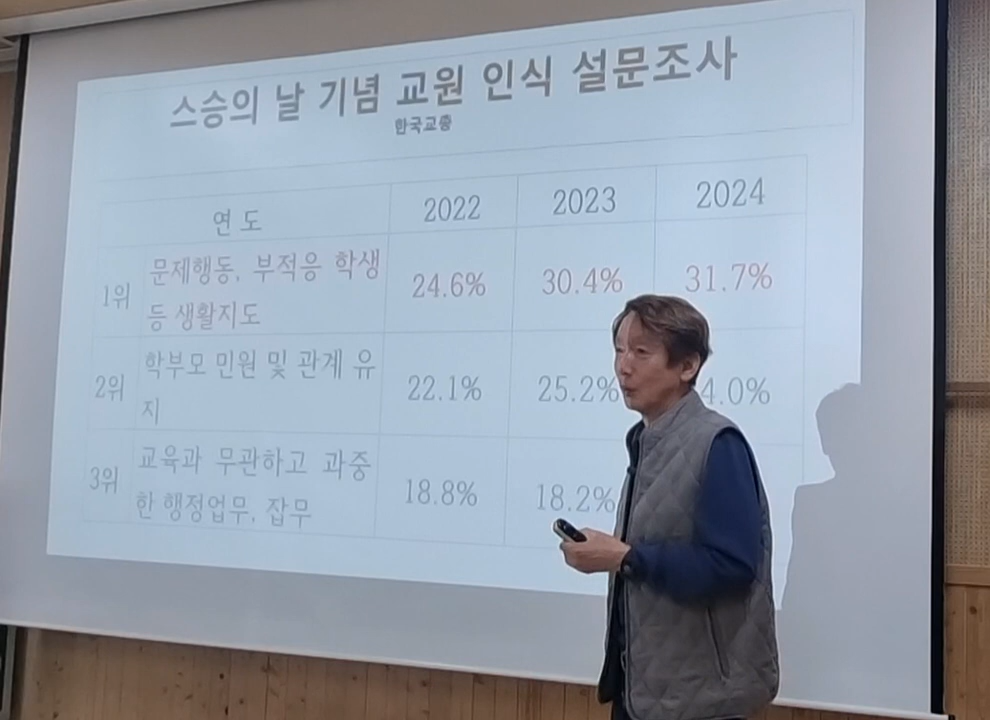 스승의 날 기념 교원 인식 설문조사
한국교총
연 도 2022 2023 2024
1위 문제행동, 부적응 학생 24.6% 30.4% 31.7%
등 생활지도
2위 학부모 민원 및 관계 유 22.1% 25.2% 4.0%
지
3위 교육과 무관하고 과중 18.8% 18.2%
한 행정업무, 잡무